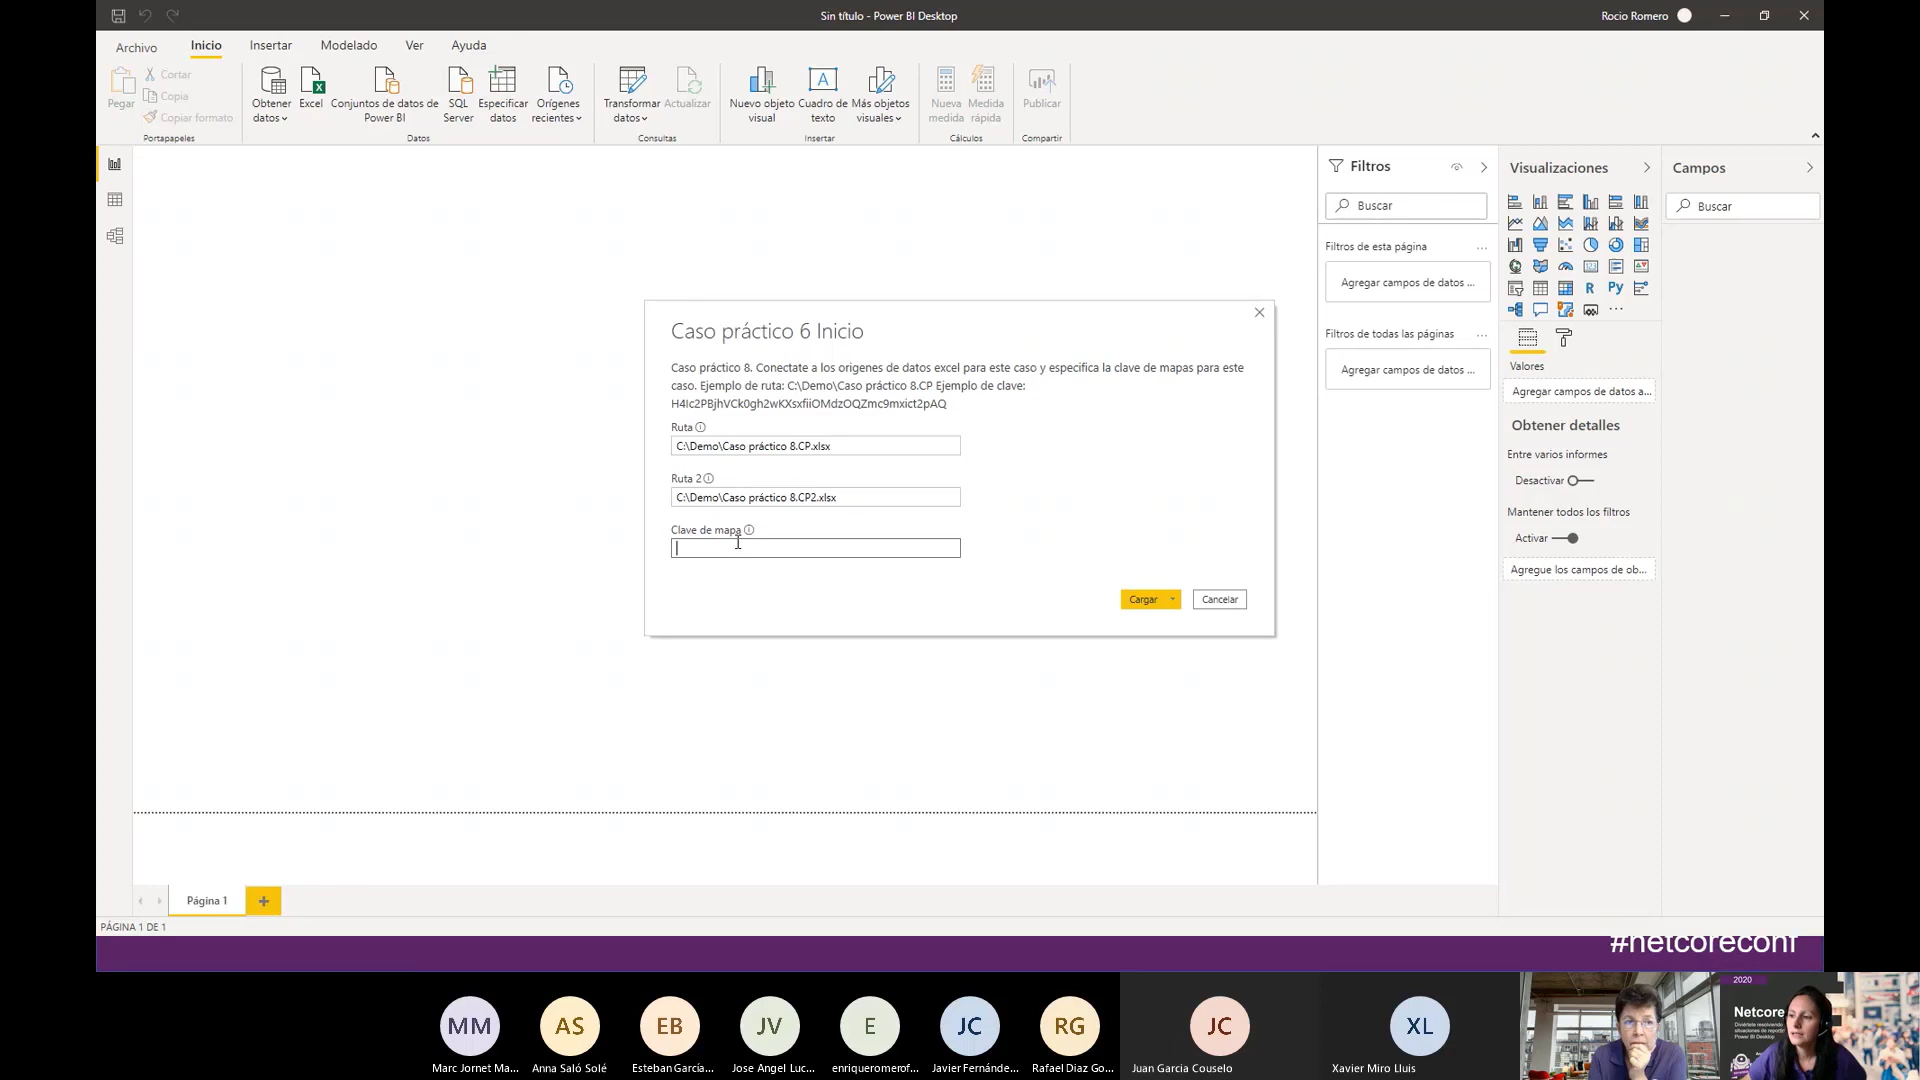 Sin título - Power BI Desktop
Rocio Romero
Archivo
Inicio
Insertar
Modelado
Ver
Ayuda
Pegar
Cortar
Copia
Copiar formato
Portapapeles
Obtener datos
Excel
Conjuntos de datos de Power BI
SQL Server
Especificar datos
Orígenes recientes
Datos
Transformar datos
Actualizar
Consultas
Nuevo objeto visual
Cuadro de texto
Más objetos visuales
Insertar
Nueva medida
Medida rápida
Cálculos
Publicar
Compartir
Filtros
Buscar
Filtros de esta página
...
Agregar campos de datos ...
Filtros de todas las páginas
...
Agregar campos de datos ...
Visualizaciones
R
Py
...
Valores
Agregar campos de datos a...
Obtener detalles
Entre varios informes
Desactivar
Mantener todos los filtros
Activar
Agregue los campos de ob...
Campos
Buscar
Caso práctico 6 Inicio
Caso práctico 8. Conectate a los origenes de datos excel para este caso y especifica la clave de mapas para este
caso. Ejemplo de ruta: C:\Demo\Caso práctico 8.CP Ejemplo de clave:
H4Ic2PBjhVCk0gh2wKXsxfiiOMdzOQZmc9mxict2pAQ
Ruta
C:\Demo\Caso práctico 8.CP.xlsx
Ruta 2
C:\Demo\Caso práctico 8.CP2.xlsx
Clave de mapa
Cargar
Cancelar
Página 1
PÁGINA 1 DE 1
#netcoreconf
MM
Marc Jornet Ma...
AS
Anna Saló Solé
EB
Esteban García...
JV
Jose Angel Luc...
E
enriqueromerof...
JC
Javier Fernánde...
RG
Rafael Diaz Go...
JC
Juan Garcia Couselo
XL
Xavier Miro Lluis
2020
Netcore
Diviértete resolviendo
situaciones de report
Power BI Desktop